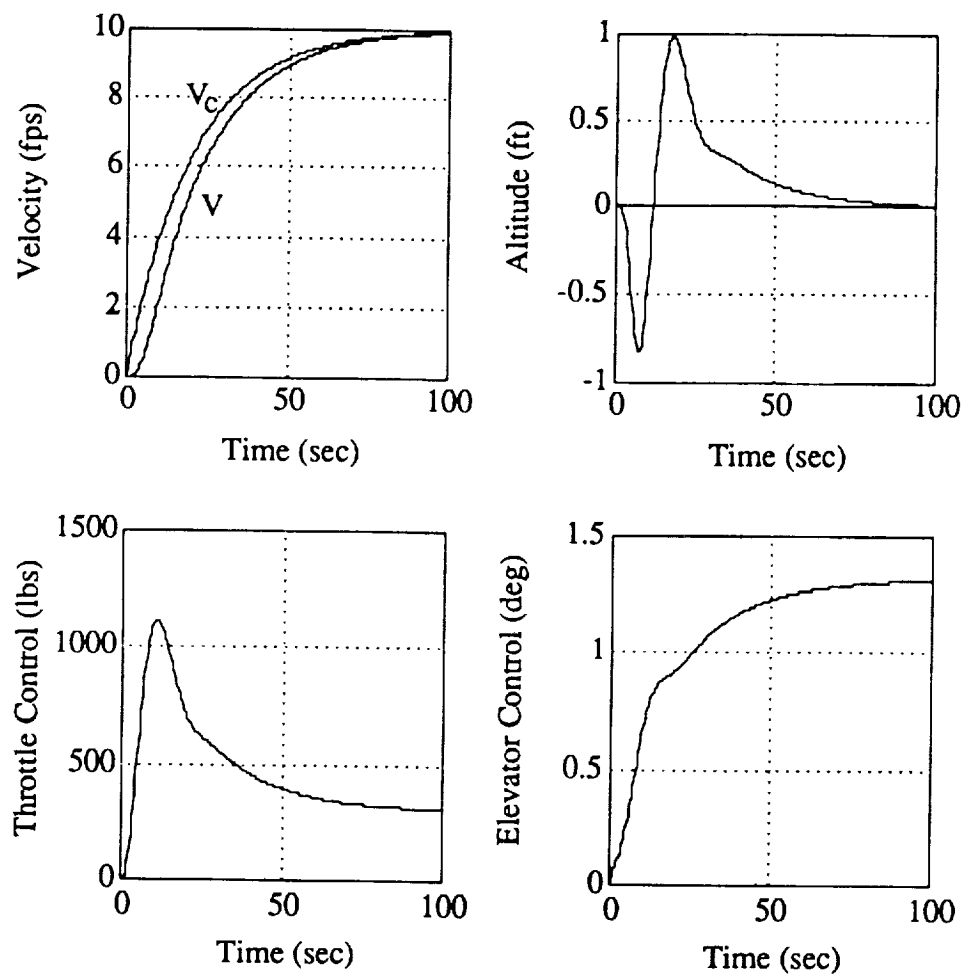 Velocity (fps)
10
8
6
4
2
0
V_C
V
0 50 100
Time (sec)
Altitude (ft)
1
0.5
0
-0.5
-1
0 50 100
Time (sec)
Throttle Control (lbs)
1500
1000
500
0
0 50 100
Time (sec)
Elevator Control (deg)
1.5
1
0.5
0
0 50 100
Time (sec)